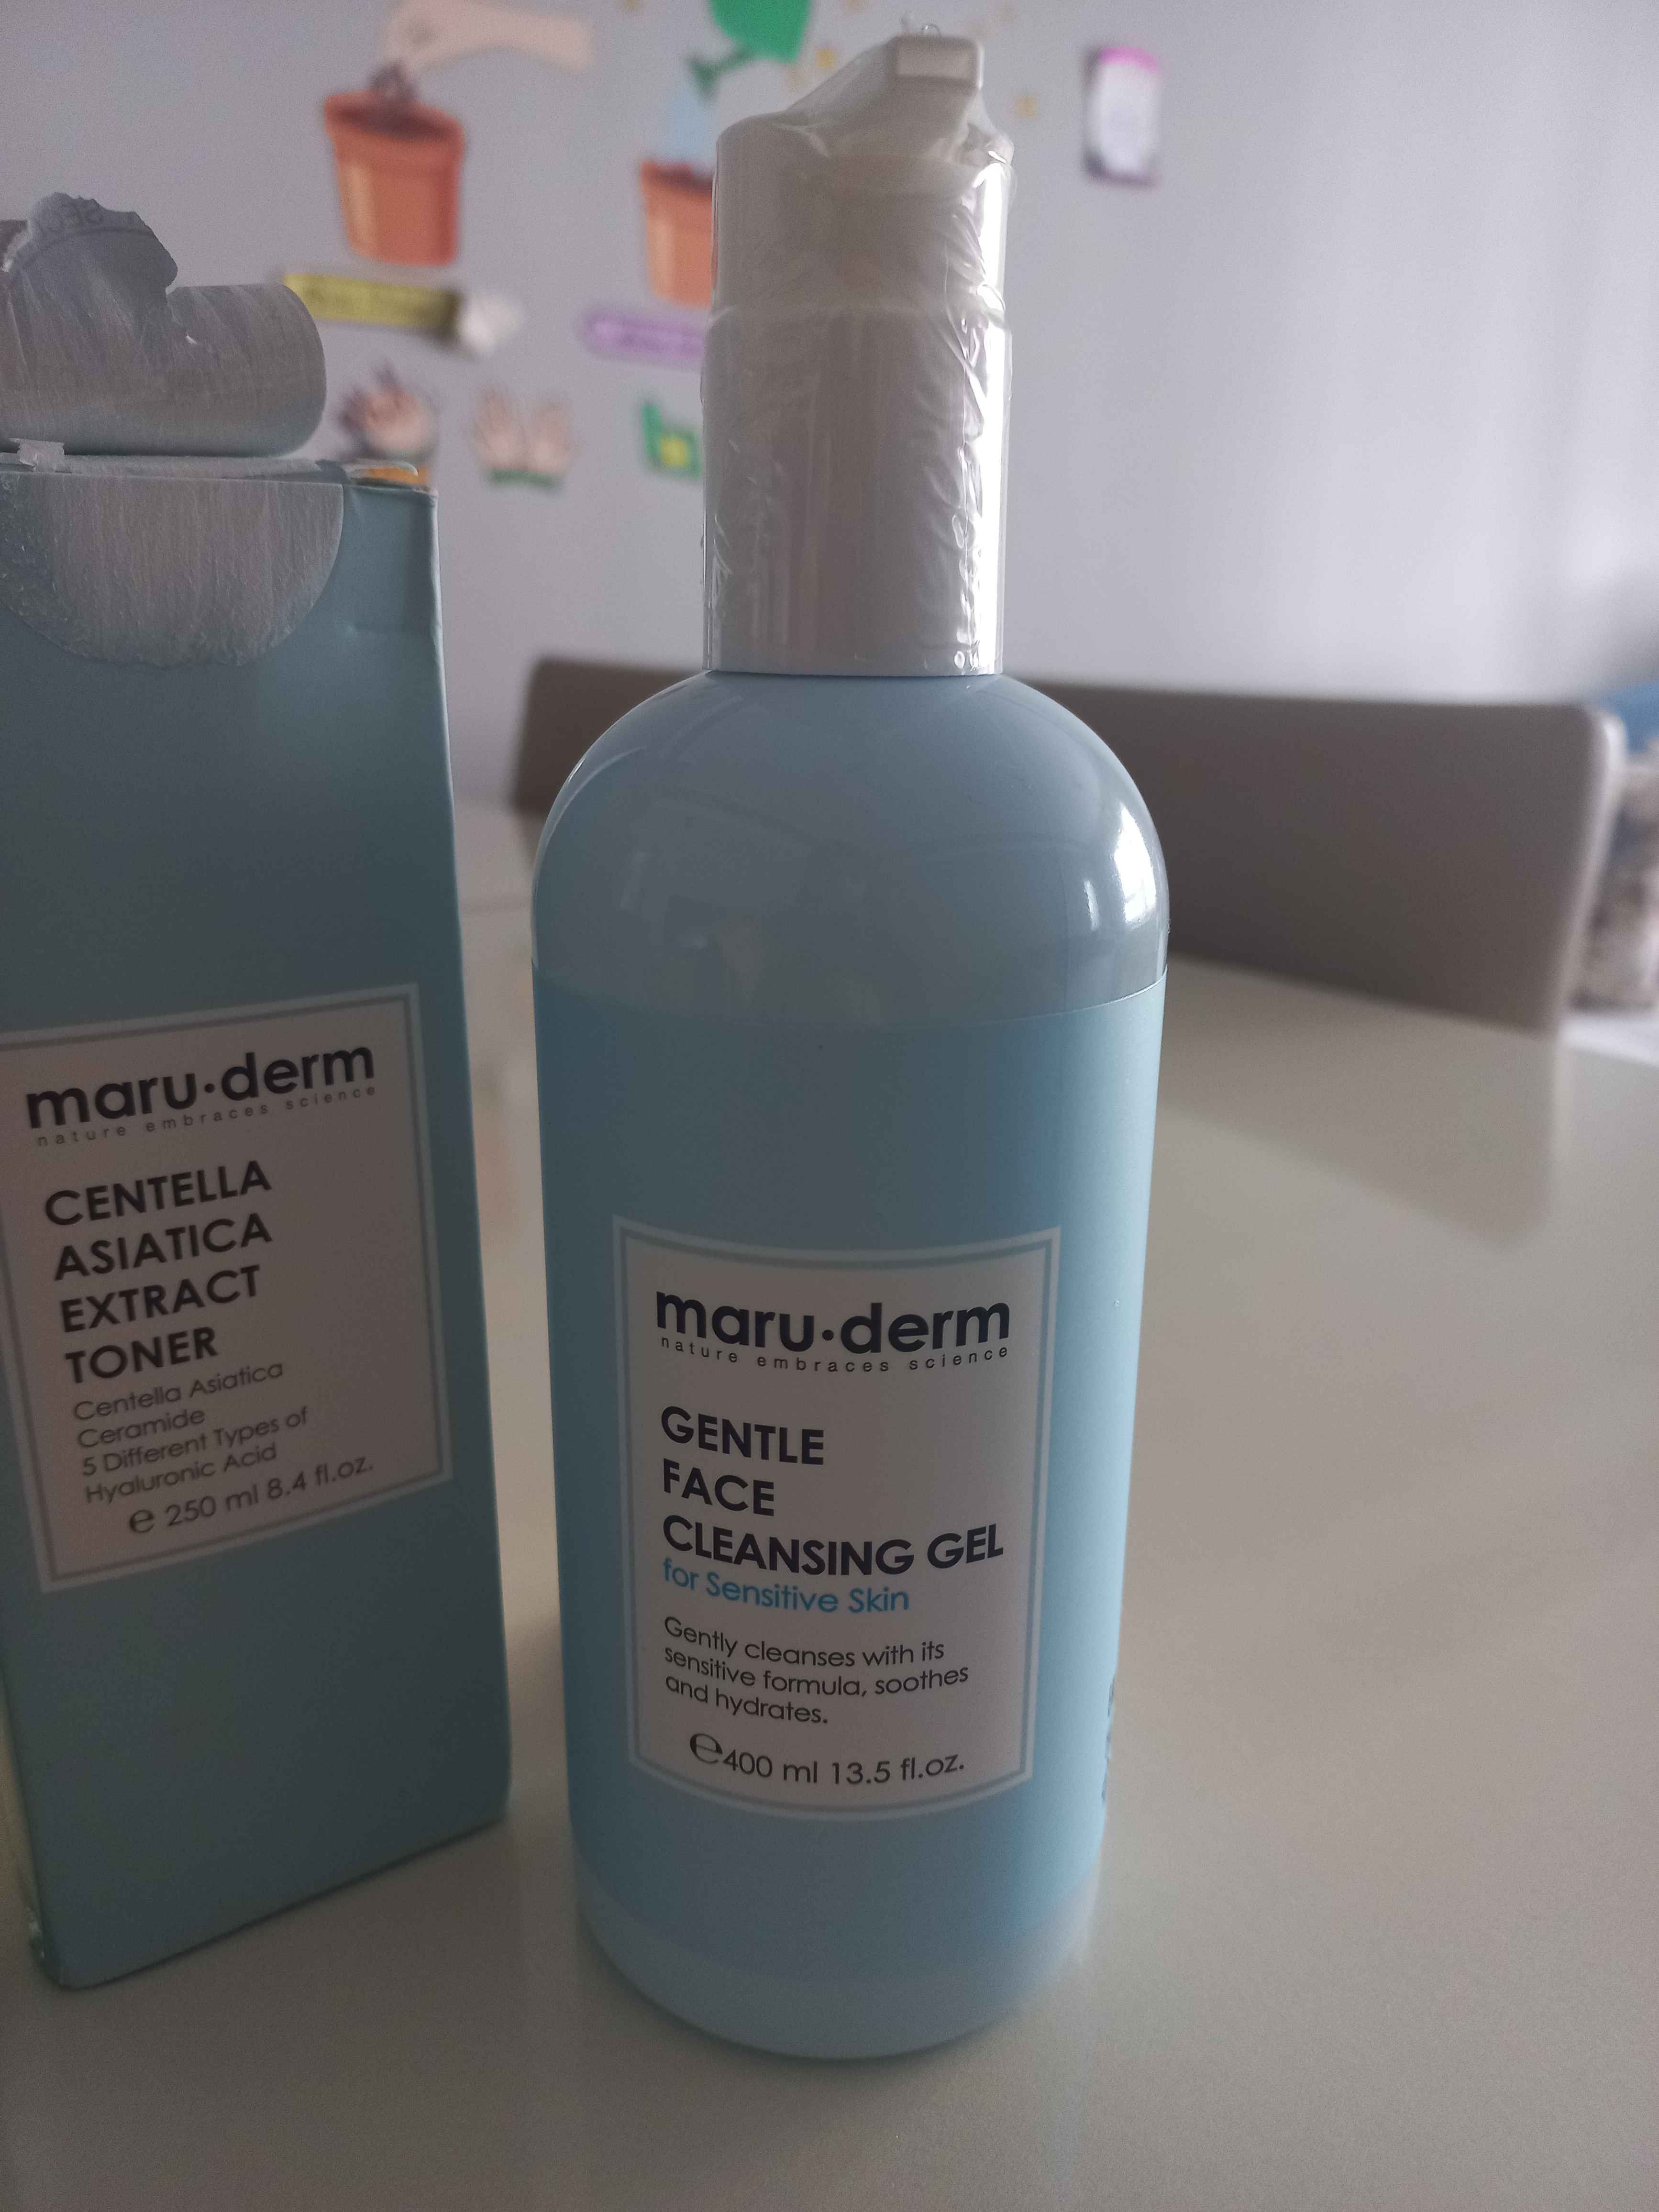 maru·derm
nature embraces science
CENTELLA
ASIATICA
EXTRACT
TONER
Centella Asiatica
Ceramide
5 Different Types of
Hyaluronic Acid
℮ 250 ml 8.4 fl.oz.
maru·derm
nature embraces science
GENTLE
FACE
CLEANSING GEL
for Sensitive Skin
Gently cleanses with its
sensitive formula, soothes
and hydrates.
℮400 ml 13.5 fl.oz.